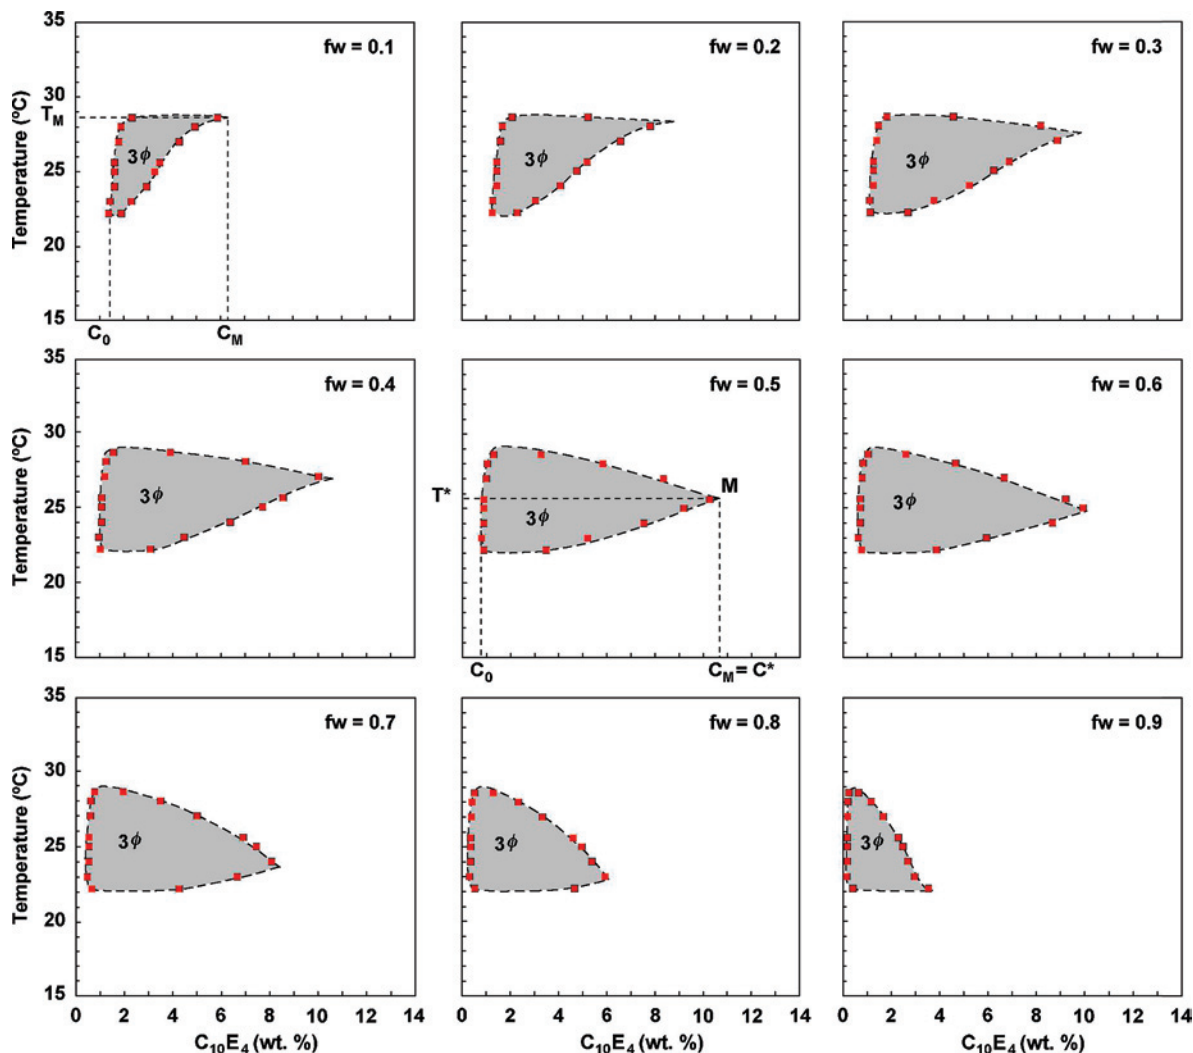 35
30
25
20
15
Temperature (ºC)
T_M
fw = 0.1
3ϕ
C_0
C_M
fw = 0.2
3ϕ
fw = 0.3
3ϕ
35
30
25
20
15
Temperature (ºC)
fw = 0.4
3ϕ
fw = 0.5
T*
M
3ϕ
C_0
C_M = C*
fw = 0.6
3ϕ
35
30
25
20
15
Temperature (ºC)
fw = 0.7
3ϕ
0 2 4 6 8 10 12 14
C_10E_4 (wt. %)
fw = 0.8
3ϕ
0 2 4 6 8 10 12 14
C_10E_4 (wt. %)
fw = 0.9
3ϕ
0 2 4 6 8 10 12 14
C_10E_4 (wt. %)